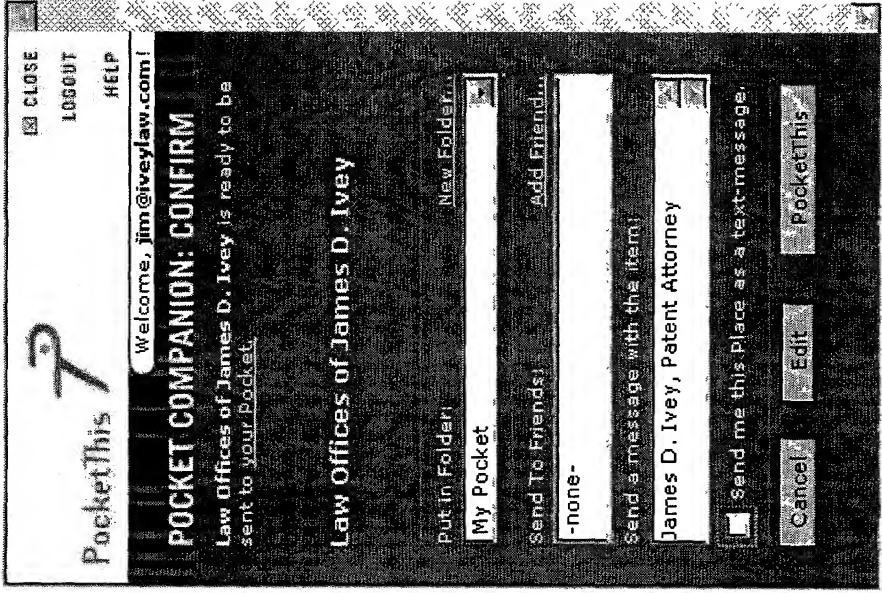 PocketThis
CLOSE
LOGOUT
HELP
Welcome, jim@iveylaw.com!
POCKET COMPANION: CONFIRM
Law Offices of James D. Ivey is ready to be
sent to your Pocket.
Law Offices of James D. Ivey
Put in Folder: New Folder...
My Pocket
Send To Friends: Add Friend...
-none-
Send a message with the item:
James D. Ivey, Patent Attorney
Send me this Place as a text-message.
Cancel Edit PocketThis